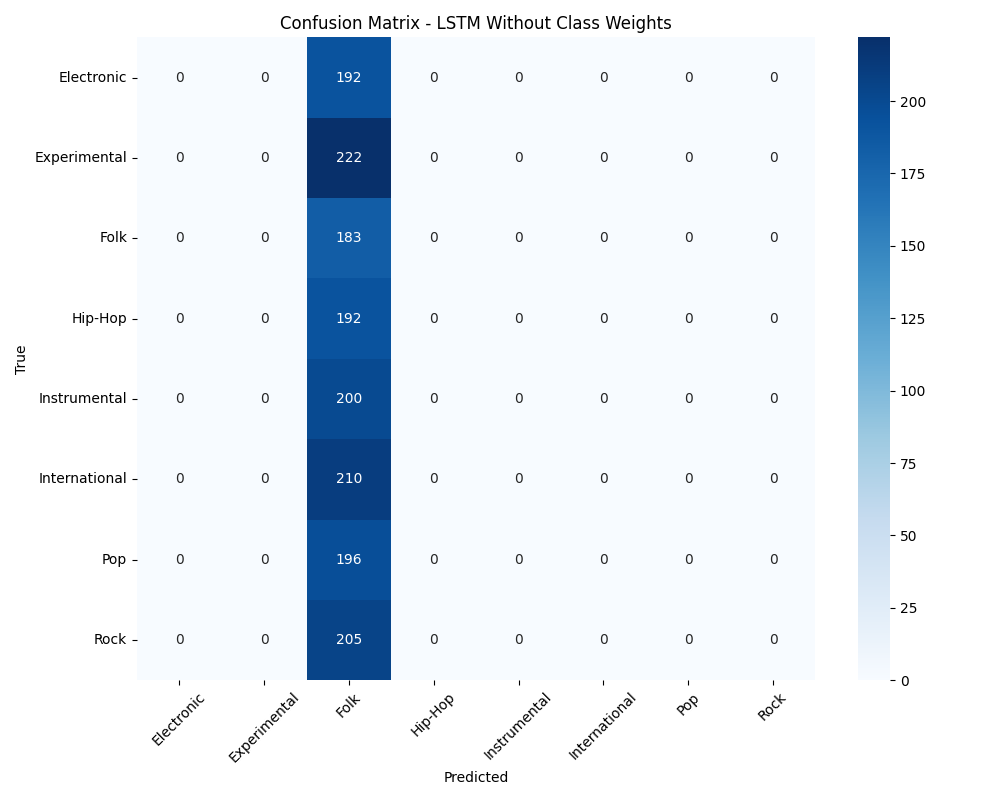 Confusion Matrix - LSTM Without Class Weights
Electronic 0 0 192 0 0 0 0 0
Experimental 0 0 222 0 0 0 0 0
Folk 0 0 183 0 0 0 0 0
Hip-Hop 0 0 192 0 0 0 0 0
Instrumental 0 0 200 0 0 0 0 0
International 0 0 210 0 0 0 0 0
Pop 0 0 196 0 0 0 0 0
Rock 0 0 205 0 0 0 0 0
True
Electronic Experimental Folk Hip-Hop Instrumental International Pop Rock
Predicted
200
175
150
125
100
75
50
25
0